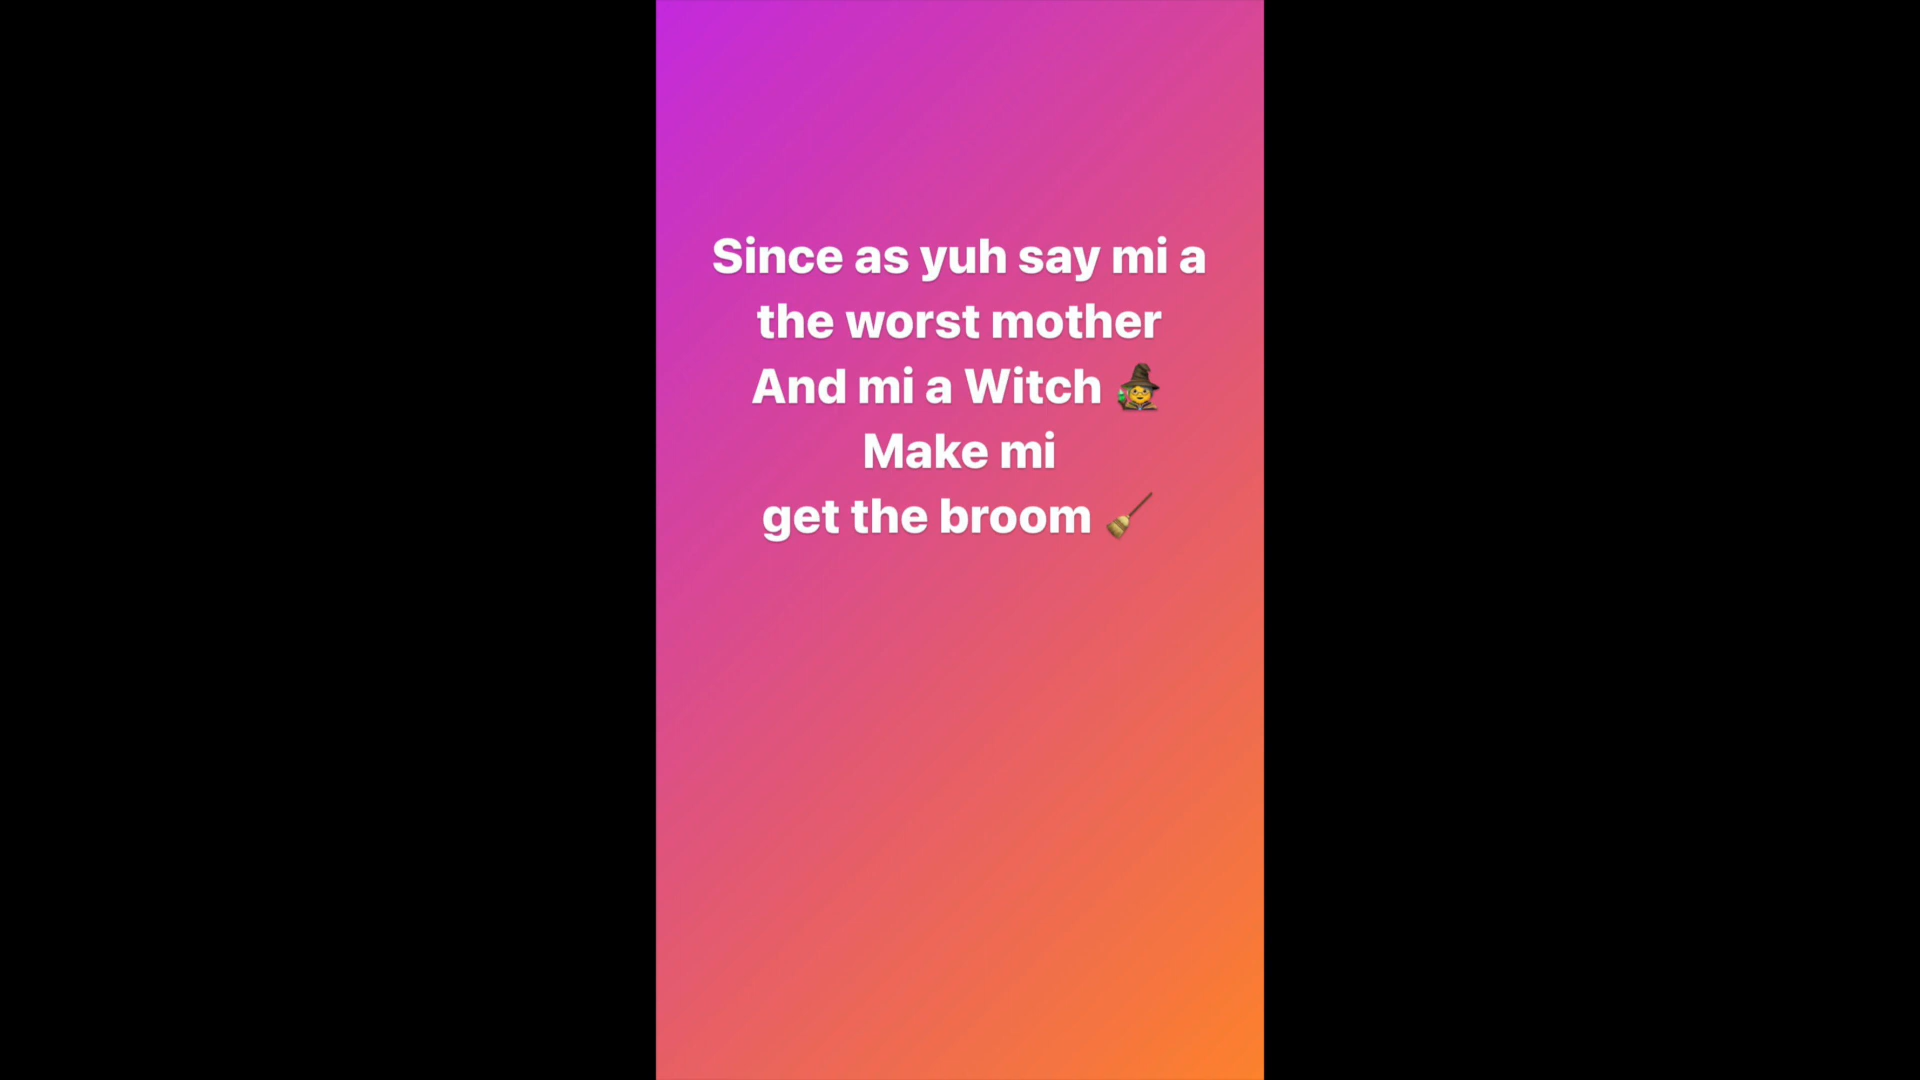 Since as yuh say mi a
the worst mother
And mi a Witch 🧙‍♀️
Make mi
get the broom 🧹